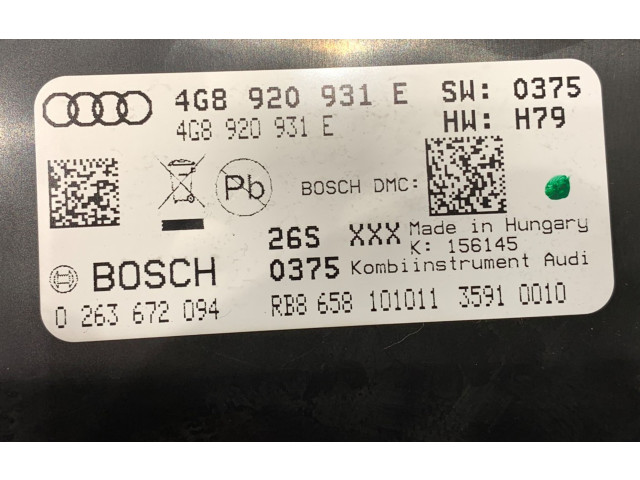 4G8 920 931 E SW: 0375
4G8 920 931 E HW: H79
Pb BOSCH DMC:
26S XXX Made in Hungary
K: 156145
BOSCH 0375 Kombiinstrument Audi
0 263 672 094 RB8 658 101011 3591 0010